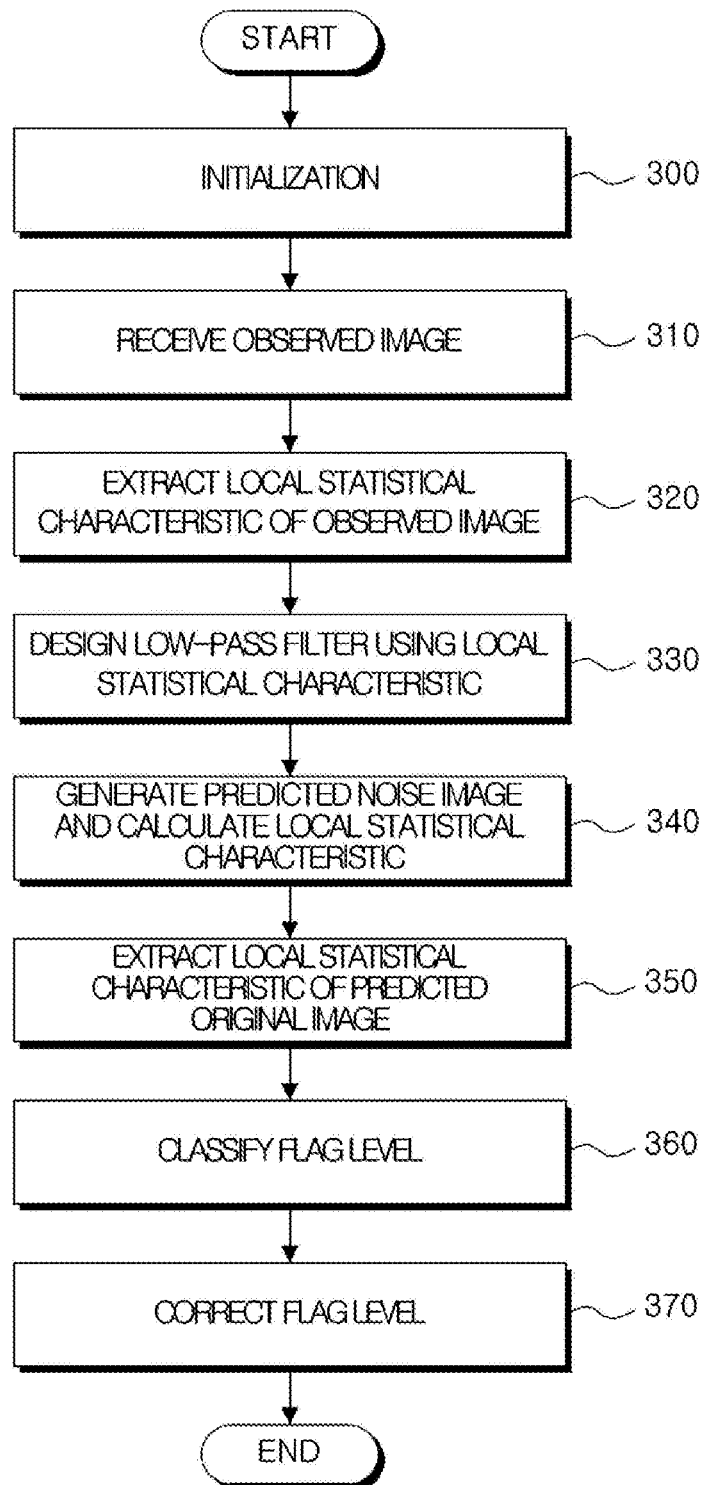 START
INITIALIZATION
300
RECEIVE OBSERVED IMAGE
310
EXTRACT LOCAL STATISTICAL
CHARACTERISTIC OF OBSERVED IMAGE
320
DESIGN LOW-PASS FILTER USING LOCAL
STATISTICAL CHARACTERISTIC
330
GENERATE PREDICTED NOISE IMAGE
AND CALCULATE LOCAL STATISTICAL
CHARACTERISTIC
340
EXTRACT LOCAL STATISTICAL
CHARACTERISTIC OF PREDICTED
ORIGINAL IMAGE
350
CLASSIFY FLAG LEVEL
360
CORRECT FLAG LEVEL
370
END